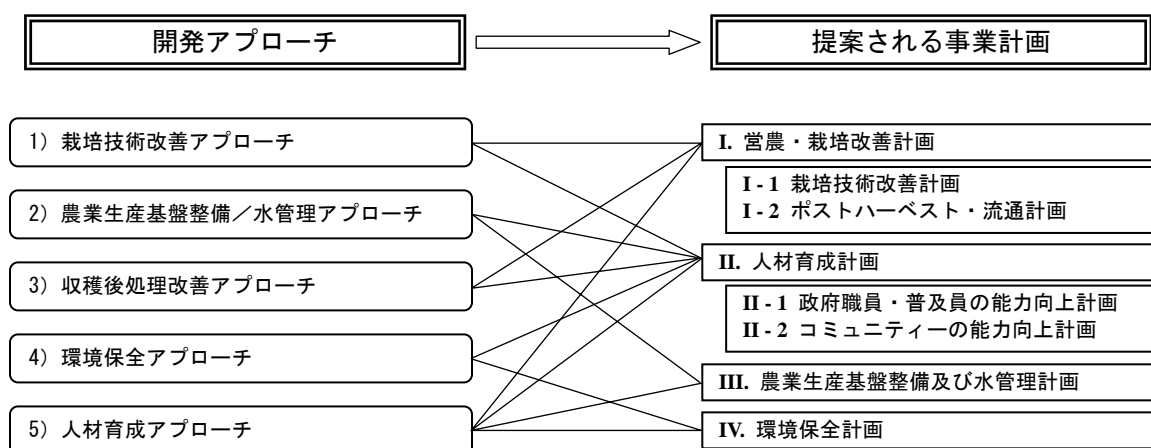 開発アプローチ
提案される事業計画
1）栽培技術改善アプローチ
2）農業生産基盤整備／水管理アプローチ
3）収穫後処理改善アプローチ
4）環境保全アプローチ
5）人材育成アプローチ
I. 営農・栽培改善計画
I - 1 栽培技術改善計画
I - 2 ポストハーベスト・流通計画
II. 人材育成計画
II - 1 政府職員・普及員の能力向上計画
II - 2 コミュニティーの能力向上計画
III. 農業生産基盤整備及び水管理計画
IV. 環境保全計画